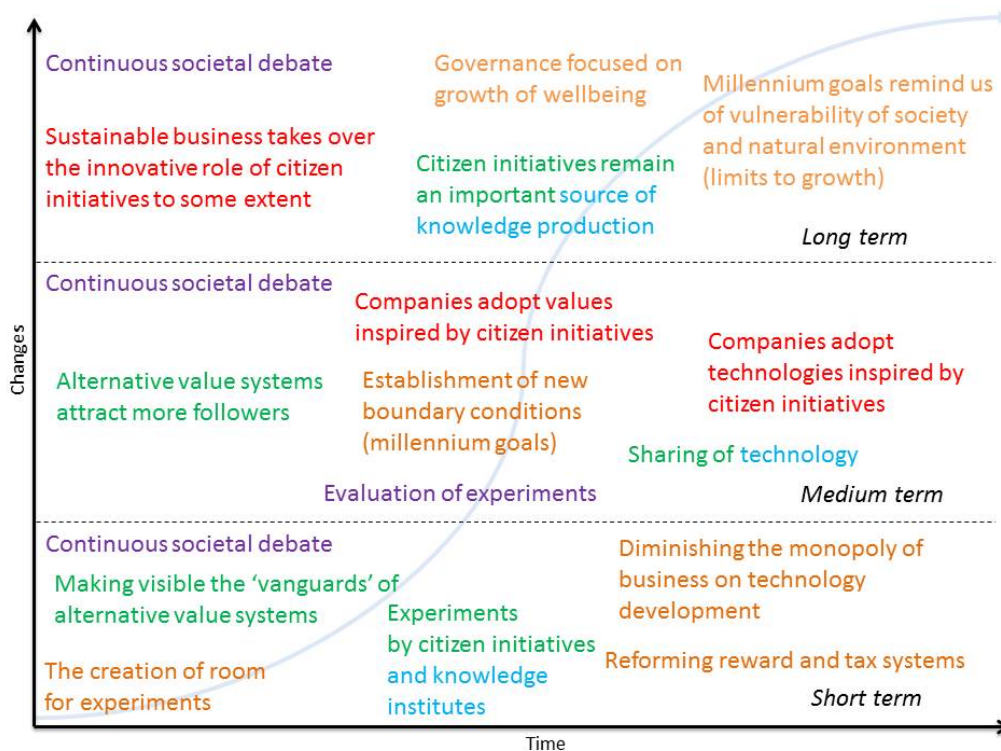 Continuous societal debate
Governance focused on
growth of wellbeing
Millennium goals remind us
of vulnerability of society
and natural environment
(limits to growth)
Sustainable business takes over
the innovative role of citizen
initiatives to some extent
Citizen initiatives remain
an important source of
knowledge production
Long term
Continuous societal debate
Companies adopt values
inspired by citizen initiatives
Companies adopt
technologies inspired by
citizen initiatives
Alternative value systems
attract more followers
Establishment of new
boundary conditions
(millennium goals)
Sharing of technology
Evaluation of experiments
Medium term
Continuous societal debate
Diminishing the monopoly of
business on technology
development
Making visible the ‘vanguards’ of
alternative value systems
Experiments
by citizen initiatives
and knowledge
institutes
The creation of room
for experiments
Reforming reward and tax systems
Short term
Changes
Time